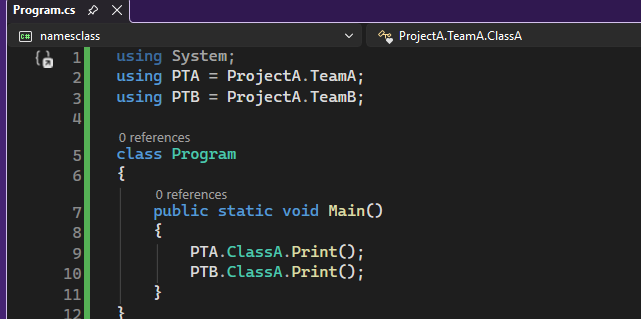 Program.cs
namesclass
ProjectA.TeamA.ClassA
1 using System;
2 using PTA = ProjectA.TeamA;
3 using PTB = ProjectA.TeamB;
4
0 references
5 class Program
6 {
0 references
7 public static void Main()
8 {
9 PTA.ClassA.Print();
10 PTB.ClassA.Print();
11 }
12 }